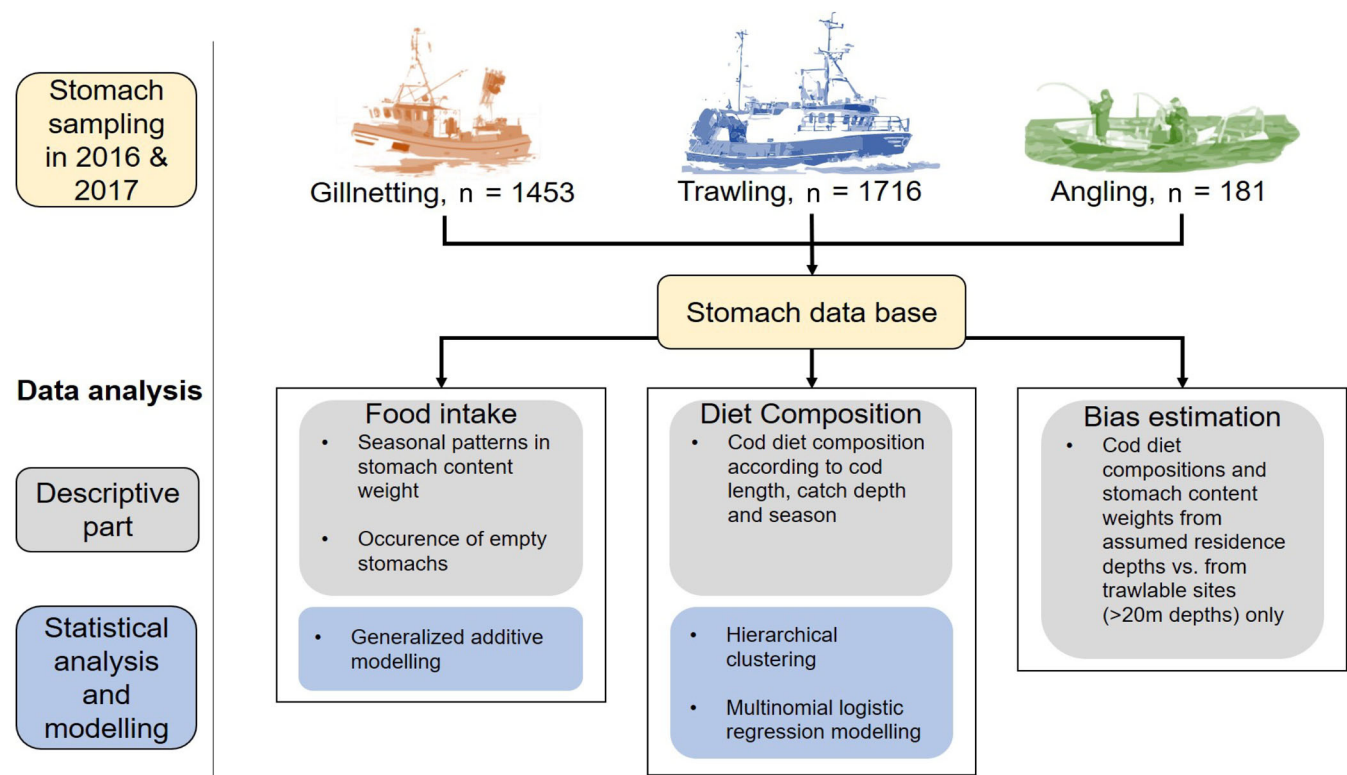 Stomach
sampling
in 2016 &
2017
Gillnetting, n = 1453
Trawling, n = 1716
Angling, n = 181
Stomach data base
Data analysis
Descriptive
part
Statistical
analysis
and
modelling
Food intake
• Seasonal patterns in
stomach content
weight
• Occurence of empty
stomachs
• Generalized additive
modelling
Diet Composition
• Cod diet composition
according to cod
length, catch depth
and season
• Hierarchical
clustering
• Multinomial logistic
regression modelling
Bias estimation
• Cod diet
compositions and
stomach content
weights from
assumed residence
depths vs. from
trawlable sites
(>20m depths) only